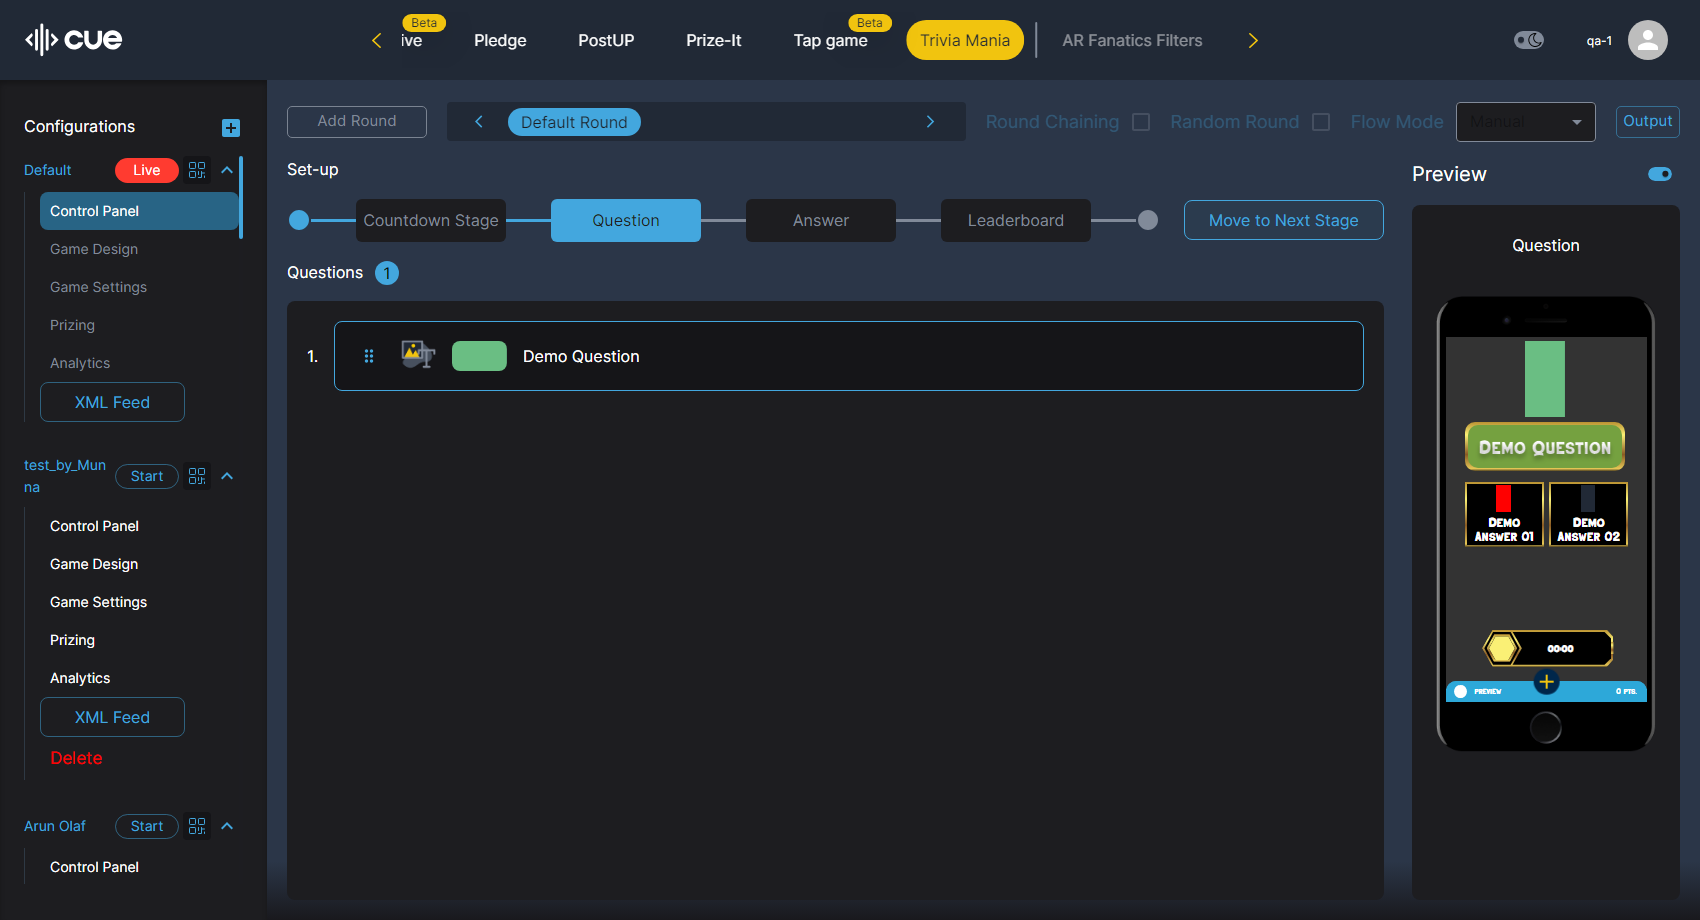 cue
Beta
ive
Pledge
PostUP
Prize-It
Beta
Tap game
Trivia Mania
AR Fanatics Filters
qa-1
Configurations
Default
Live
Control Panel
Game Design
Game Settings
Prizing
Analytics
XML Feed
test_by_Mun
na
Start
Control Panel
Game Design
Game Settings
Prizing
Analytics
XML Feed
Delete
Arun Olaf
Start
Control Panel
Add Round
Default Round
Round Chaining
Random Round
Flow Mode
Manual
Output
Set-up
Countdown Stage
Question
Answer
Leaderboard
Move to Next Stage
Questions 1
1.
Demo Question
Preview
Question
Demo Question
Demo
Answer 01
Demo
Answer 02
00:00
PREVIEW
0 PTS.